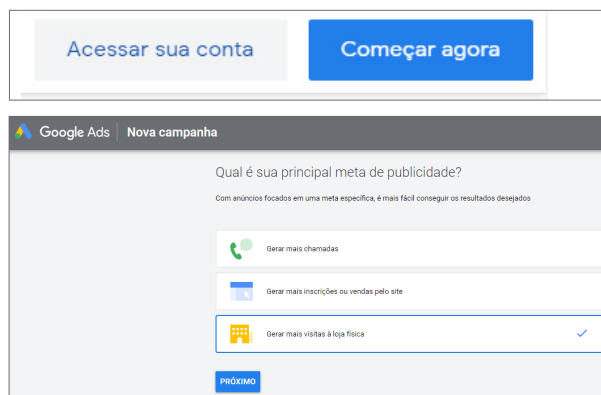 Acessar sua conta Começar agora
Google Ads Nova campanha
Qual é sua principal meta de publicidade?
Com anúncios focados em uma meta específica, é mais fácil conseguir os resultados desejados
Gerar mais chamadas
Gerar mais inscrições ou vendas pelo site
Gerar mais visitas à loja física
PRÓXIMO